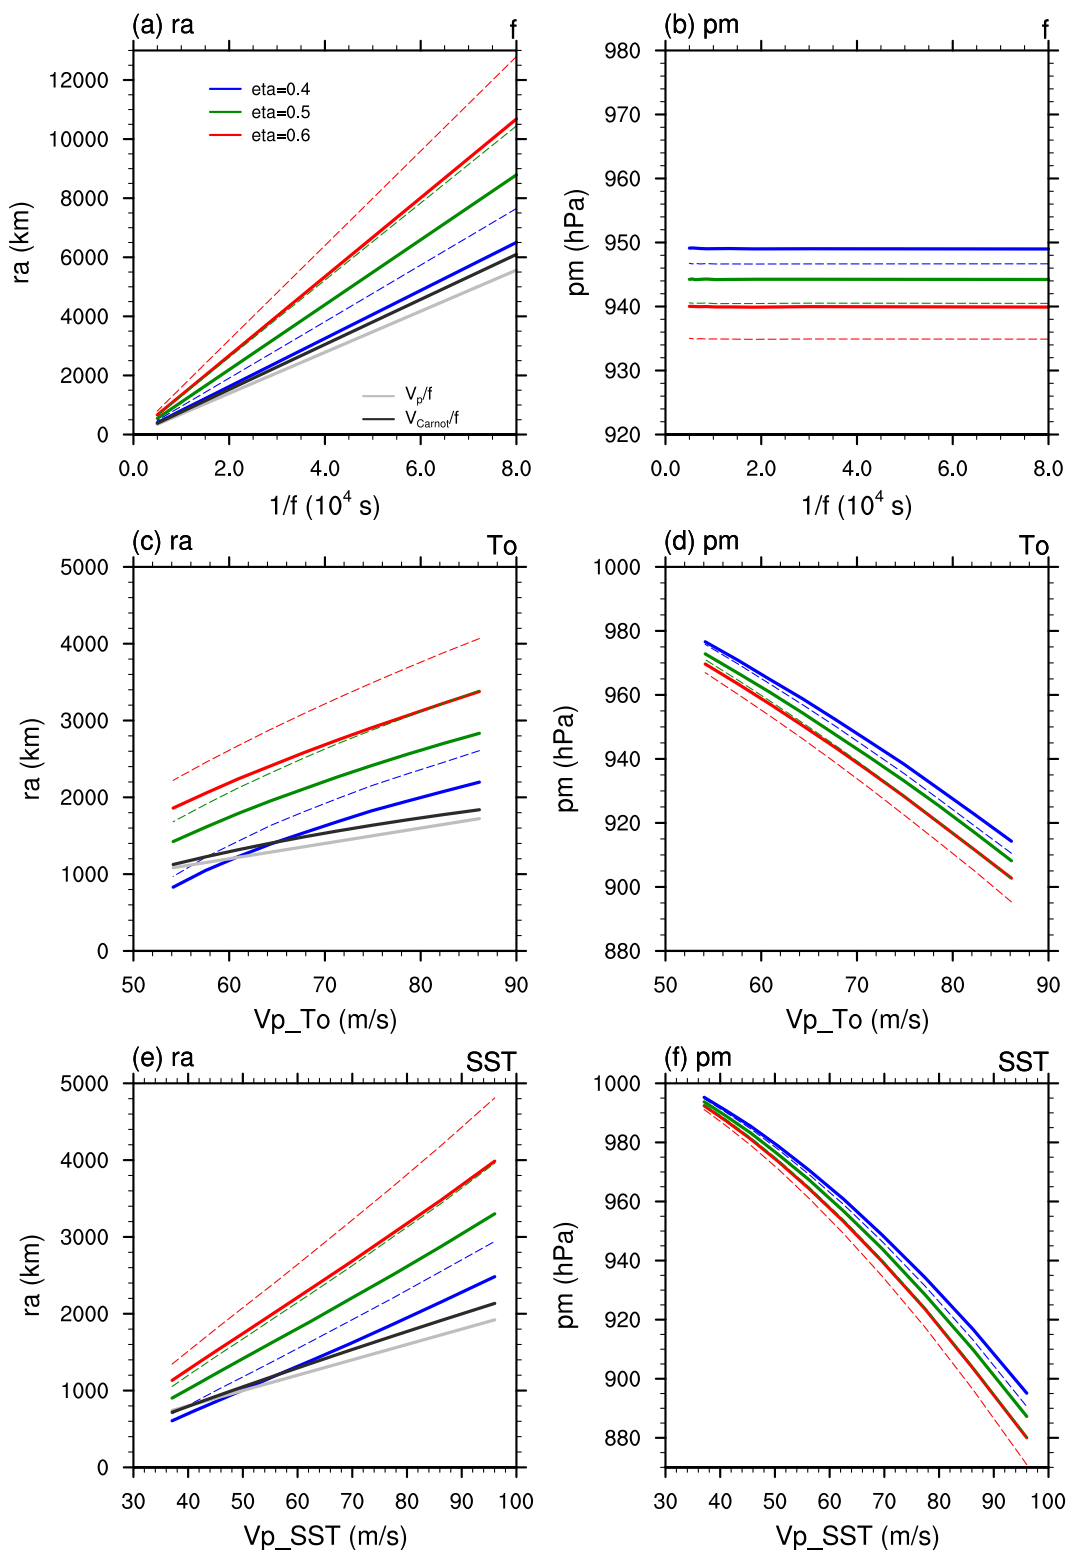 (a) ra
f
ra (km)
12000
10000
8000
6000
4000
2000
0
eta=0.4
eta=0.5
eta=0.6
V_p/f
V_Carnot/f
0.0
2.0
4.0
6.0
8.0
1/f (10^4 s)
(b) pm
f
pm (hPa)
980
970
960
950
940
930
920
0.0
2.0
4.0
6.0
8.0
1/f (10^4 s)
(c) ra
To
ra (km)
5000
4000
3000
2000
1000
0
50
60
70
80
90
Vp_To (m/s)
(d) pm
To
pm (hPa)
1000
980
960
940
920
900
880
50
60
70
80
90
Vp_To (m/s)
(e) ra
SST
ra (km)
5000
4000
3000
2000
1000
0
30
40
50
60
70
80
90
100
Vp_SST (m/s)
(f) pm
SST
pm (hPa)
1000
980
960
940
920
900
880
30
40
50
60
70
80
90
100
Vp_SST (m/s)